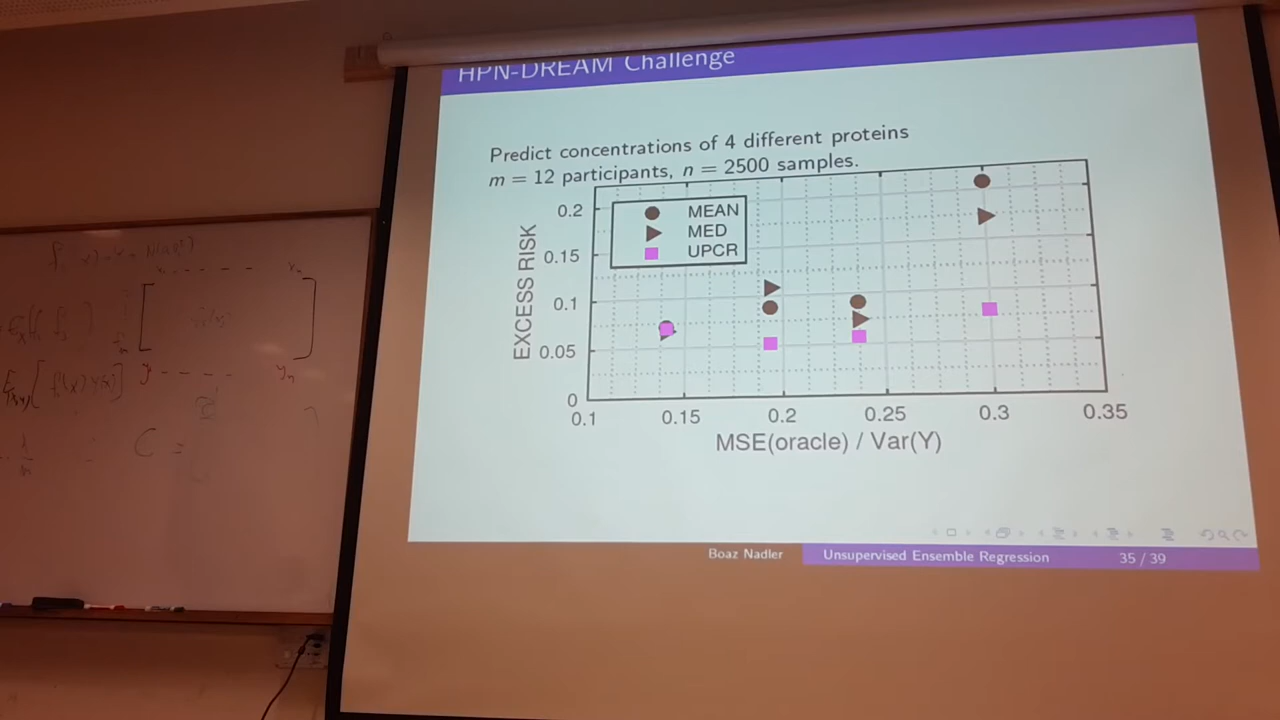 HPN-DREAM Challenge
Predict concentrations of 4 different proteins
m = 12 participants, n = 2500 samples.
MEAN
MED
UPCR
EXCESS RISK
0.2
0.15
0.1
0.05
0
0.1
0.15
0.2
0.25
0.3
0.35
MSE(oracle) / Var(Y)
Boaz Nadler
Unsupervised Ensemble Regression
35 / 39
C =